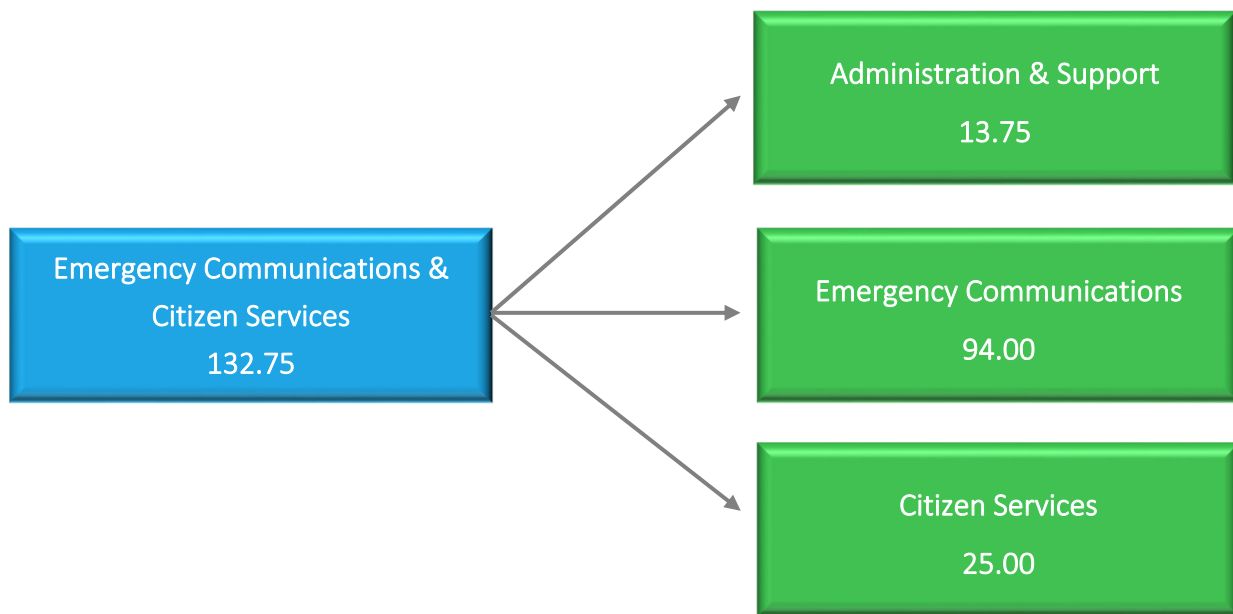 Administration & Support
13.75
Emergency Communications &
Citizen Services
132.75
Emergency Communications
94.00
Citizen Services
25.00